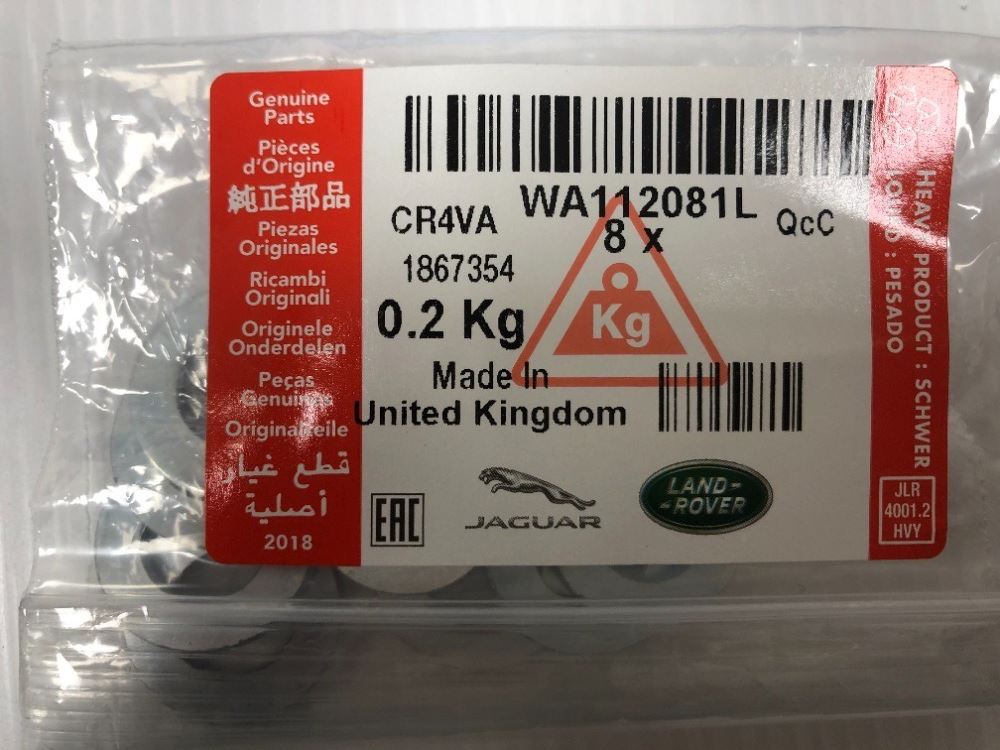 Genuine
Parts
Pièces
d'Origine
純正部品
Piezas
Originales
Ricambi
Originali
Originele
Onderdelen
Peças
Genuinas
Originalteile
قطع غيار
أصلية
2018
WA112081L
CR4VA
QcC
8 x
1867354
0.2 Kg
Kg
Made In
United Kingdom
EAC
JAGUAR
LAND-
-ROVER
HEAVY PRODUCT : SCHWER
: PESADO
JLR
4001.2
HVY